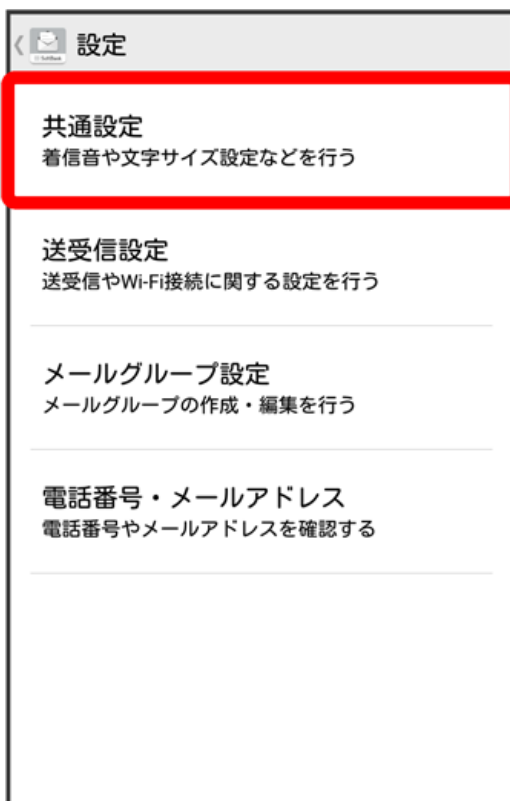 設定
共通設定
着信音や文字サイズ設定などを行う
送受信設定
送受信やWi-Fi接続に関する設定を行う
メールグループ設定
メールグループの作成・編集を行う
電話番号・メールアドレス
電話番号やメールアドレスを確認する